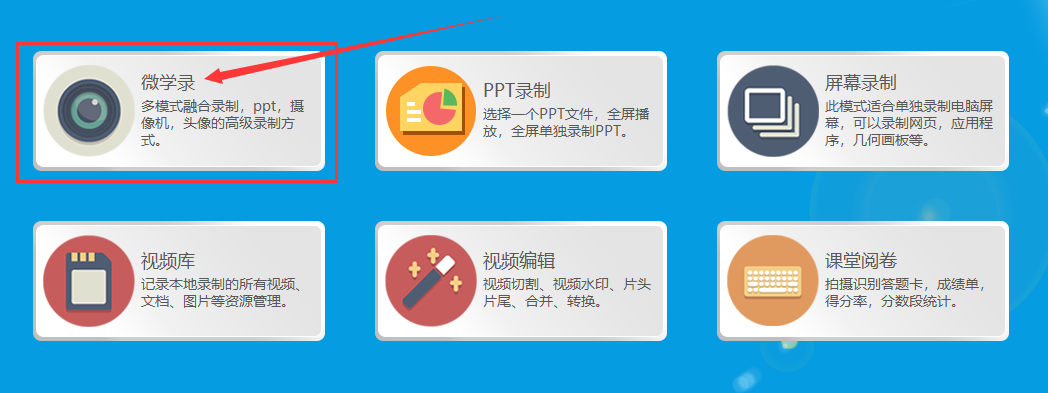 微学录
多模式融合录制，ppt，摄
像机，头像的高级录制方
式。
PPT录制
选择一个PPT文件，全屏播
放，全屏单独录制PPT。
屏幕录制
此模式适合单独录制电脑屏
幕，可以录制网页，应用程
序，几何画板等。
视频库
记录本地录制的所有视频、
文档、图片等资源管理。
视频编辑
视频切割、视频水印、片头
片尾、合并、转换。
课堂阅卷
拍摄识别答题卡，成绩单，
得分率，分数段统计。